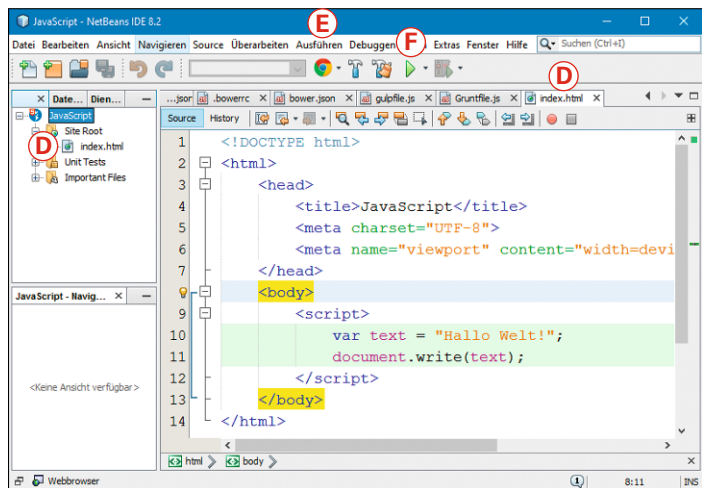 JavaScript - NetBeans IDE 8.2
E
Datei Bearbeiten Ansicht Navigieren Source Überarbeiten Ausführen Debuggen Extras Fenster Hilfe Suchen (Ctrl+I)
F
D
Date... Dien...
...jsor .bowerrc bower.json gulpfile.js Gruntfile.js index.html
JavaScript
Site Root
D
index.html
Unit Tests
Important Files
Source History
1 <!DOCTYPE html>
2 <html>
3 <head>
4 <title>JavaScript</title>
5 <meta charset="UTF-8">
6 <meta name="viewport" content="width=devi
7 </head>
<body>
9 <script>
10 var text = "Hallo Welt!";
11 document.write(text);
12 </script>
13 </body>
14 </html>
JavaScript - Navig...
<Keine Ansicht verfügbar>
html body
Webbrowser
1 8:11 INS